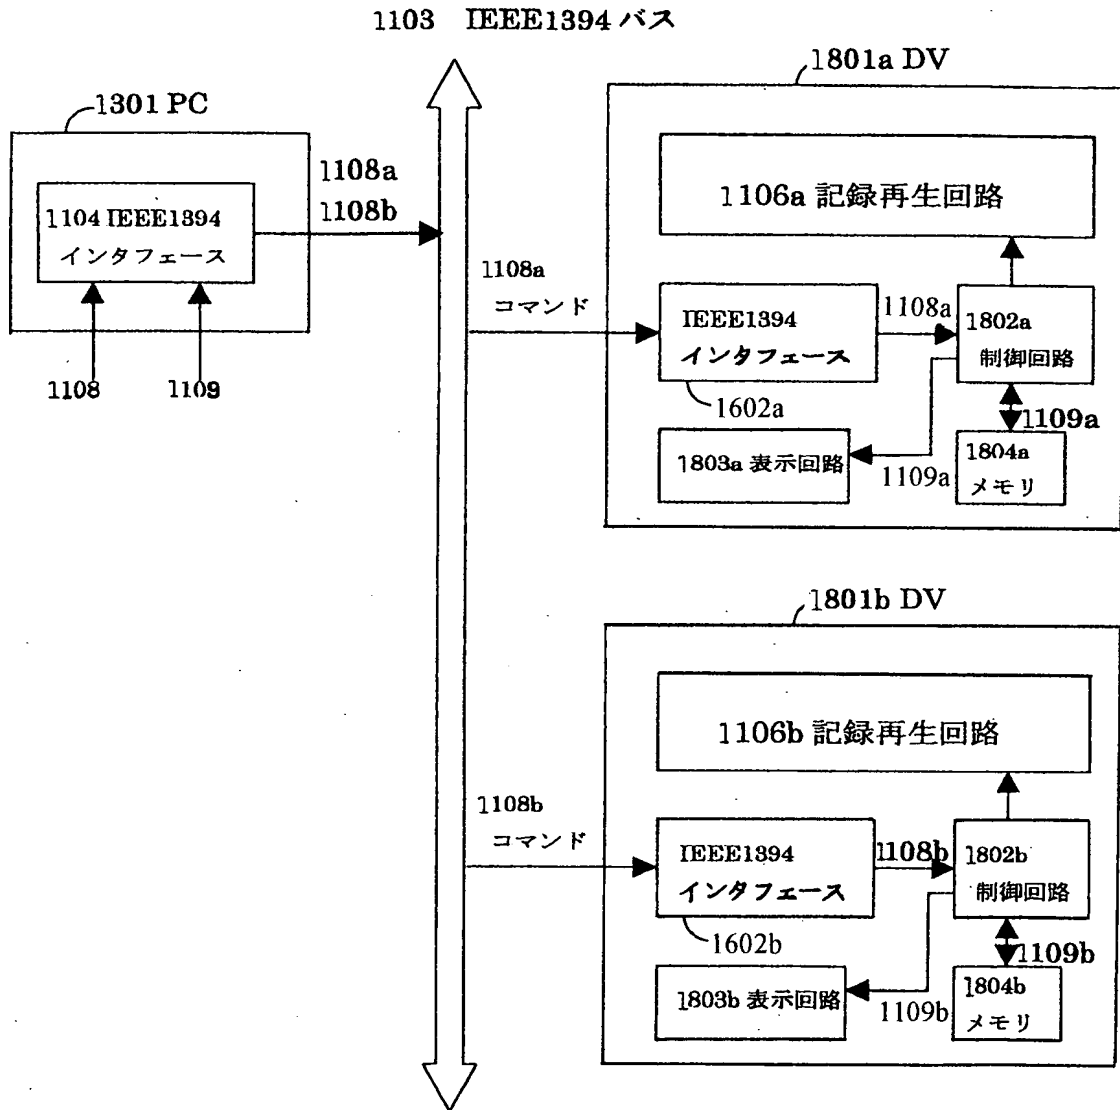 1103 IEEE1394 バス
1301 PC
1104 IEEE1394
インタフェース
1108
1109
1108a
1108b
1801a DV
1106a 記録再生回路
1108a
コマンド
IEEE1394
インタフェース
1602a
1108a
1802a
制御回路
1109a
1803a 表示回路
1109a
1804a
メモリ
1801b DV
1106b 記録再生回路
1108b
コマンド
IEEE1394
インタフェース
1602b
1108b
1802b
制御回路
1109b
1803b 表示回路
1109b
1804b
メモリ